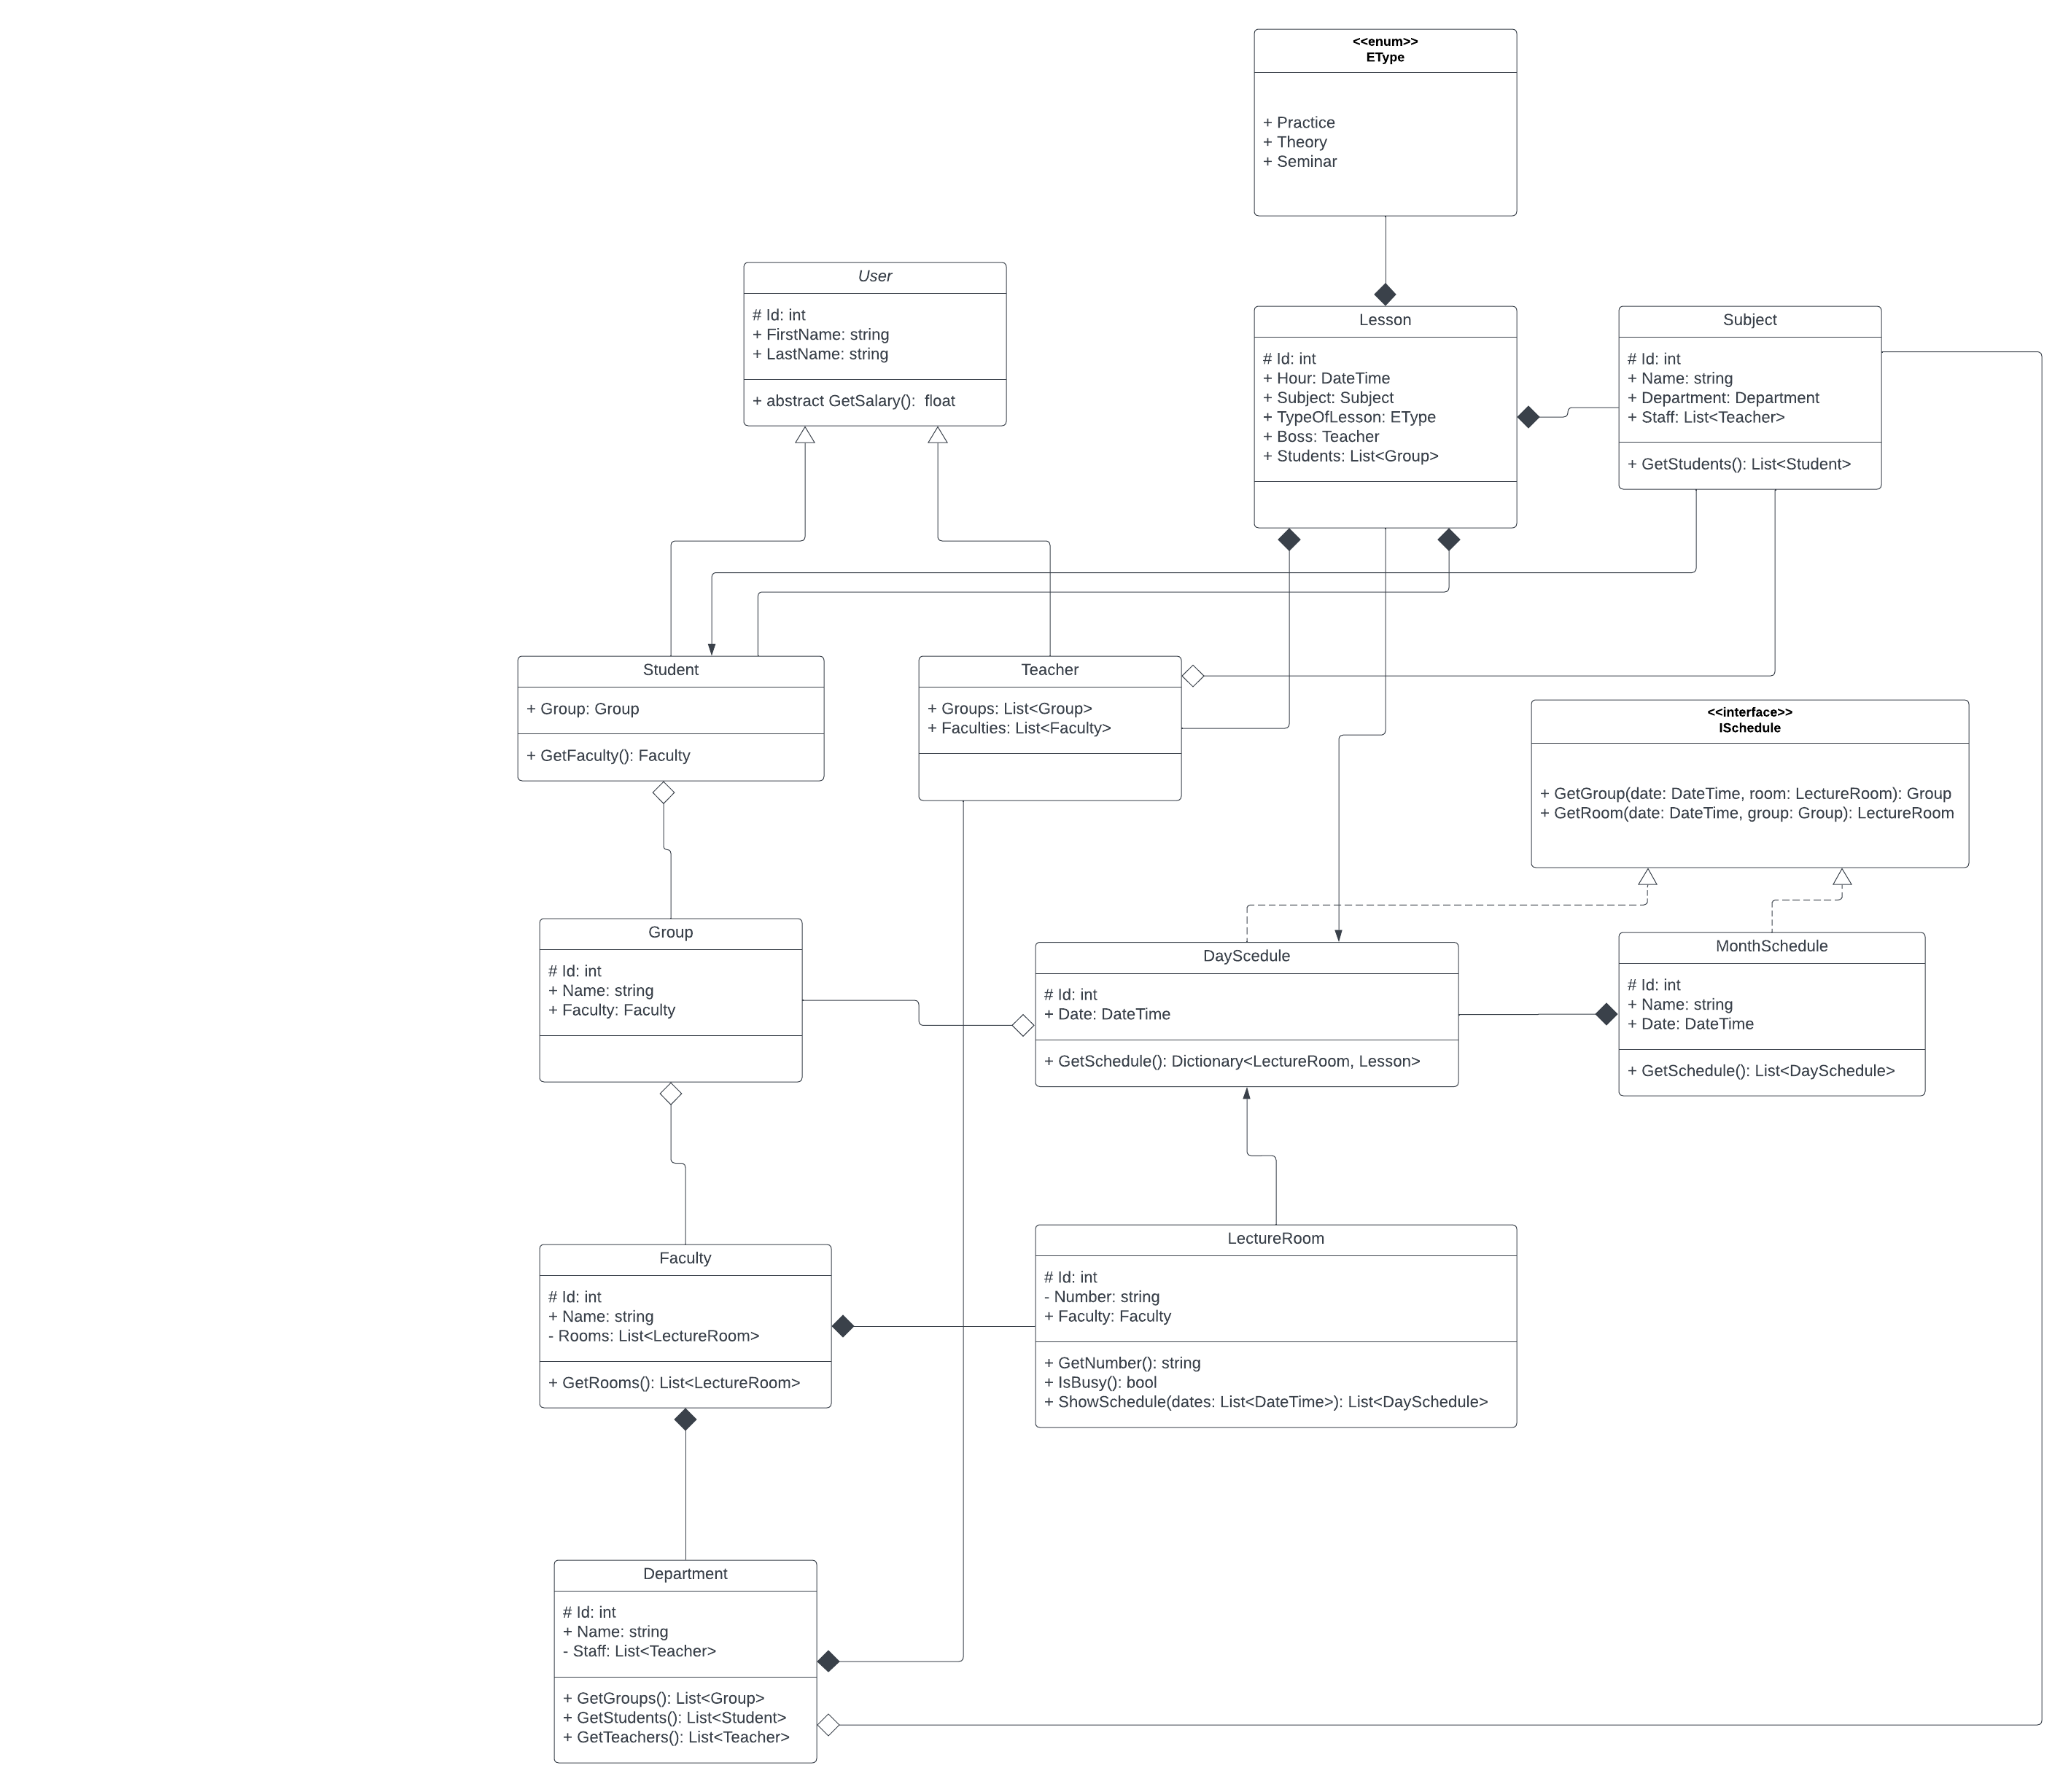 <<enum>>
EType
+ Practice
+ Theory
+ Seminar
User
# Id: int
+ FirstName: string
+ LastName: string
+ abstract GetSalary():  float
Lesson
# Id: int
+ Hour: DateTime
+ Subject: Subject
+ TypeOfLesson: EType
+ Boss: Teacher
+ Students: List<Group>
Subject
# Id: int
+ Name: string
+ Department: Department
+ Staff: List<Teacher>
+ GetStudents(): List<Student>
Student
+ Group: Group
+ GetFaculty(): Faculty
Teacher
+ Groups: List<Group>
+ Faculties: List<Faculty>
<<interface>>
ISchedule
+ GetGroup(date: DateTime, room: LectureRoom): Group
+ GetRoom(date: DateTime, group: Group): LectureRoom
Group
# Id: int
+ Name: string
+ Faculty: Faculty
DayScedule
# Id: int
+ Date: DateTime
+ GetSchedule(): Dictionary<LectureRoom, Lesson>
MonthSchedule
# Id: int
+ Name: string
+ Date: DateTime
+ GetSchedule(): List<DaySchedule>
Faculty
# Id: int
+ Name: string
- Rooms: List<LectureRoom>
+ GetRooms(): List<LectureRoom>
LectureRoom
# Id: int
- Number: string
+ Faculty: Faculty
+ GetNumber(): string
+ IsBusy(): bool
+ ShowSchedule(dates: List<DateTime>): List<DaySchedule>
Department
# Id: int
+ Name: string
- Staff: List<Teacher>
+ GetGroups(): List<Group>
+ GetStudents(): List<Student>
+ GetTeachers(): List<Teacher>